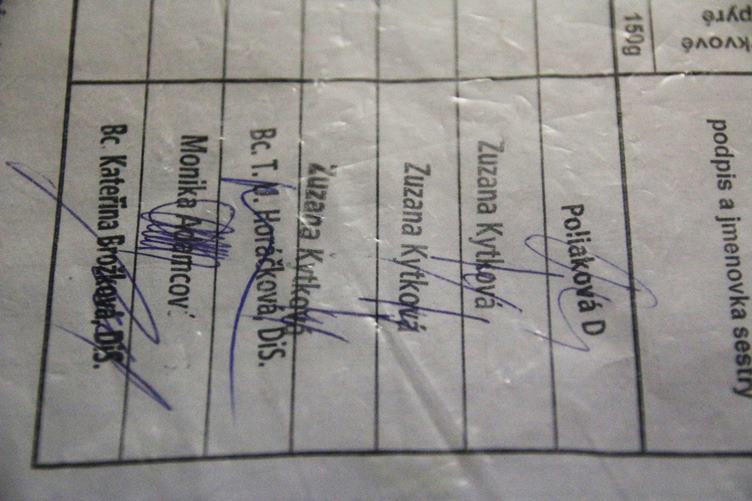 150g
kvové
pyré
podpis a jmenovka sestry
Poliaková D
Zuzana Kytková
Zuzana Kytková
Zuzana Kytková
Bc. T. Horáčková, DiS.
Monika Adamcov
Bc. Kateřina Brožková, DiS.